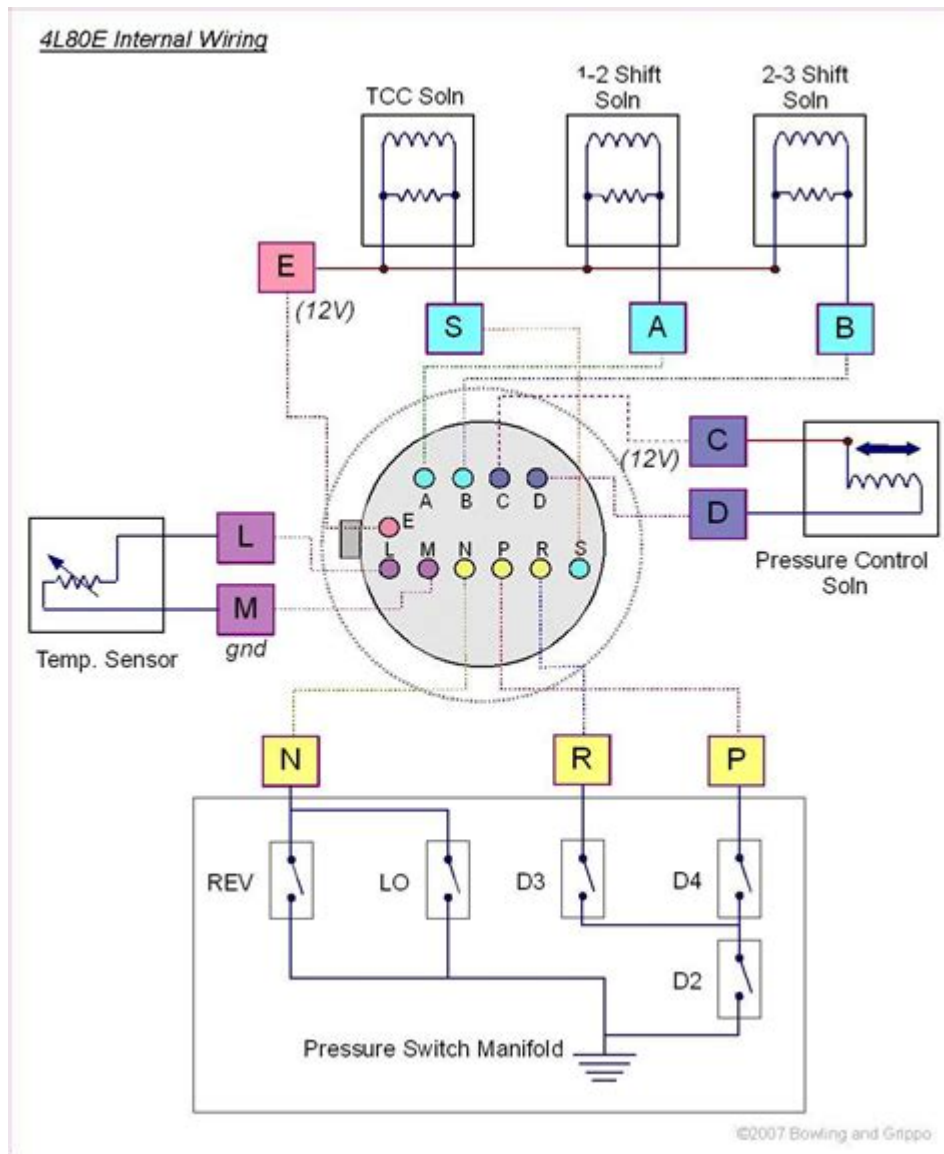 4L80E Internal Wiring
TCC Soln
1-2 Shift
Soln
2-3 Shift
Soln
E
(12V)
S
A
B
C
(12V)
D
Pressure Control
Soln
A
B
C
D
E
L
M
N
P
R
S
L
M
gnd
Temp. Sensor
N
R
P
REV
LO
D3
D4
D2
Pressure Switch Manifold
©2007 Bowling and Grippo